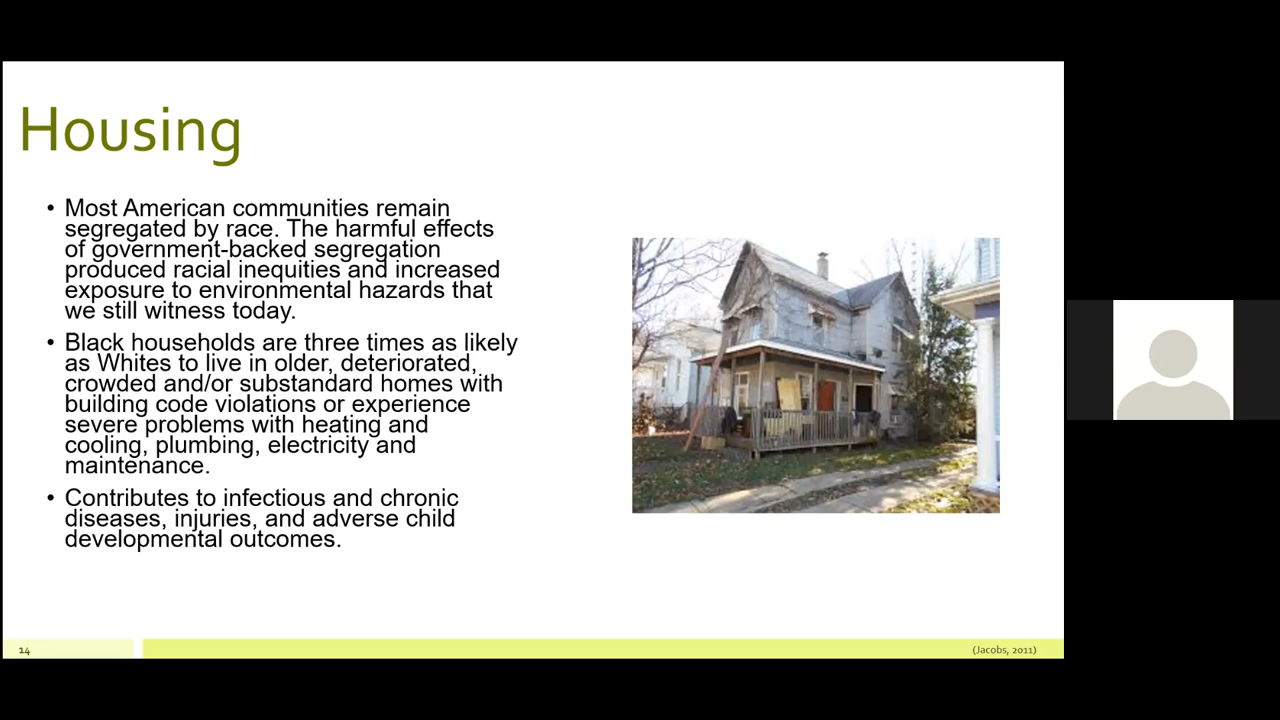 Housing
• Most American communities remain
segregated by race. The harmful effects
of government-backed segregation
produced racial inequities and increased
exposure to environmental hazards that
we still witness today.
• Black households are three times as likely
as Whites to live in older, deteriorated,
crowded and/or substandard homes with
building code violations or experience
severe problems with heating and
cooling, plumbing, electricity and
maintenance.
• Contributes to infectious and chronic
diseases, injuries, and adverse child
developmental outcomes.
14
(Jacobs, 2011)